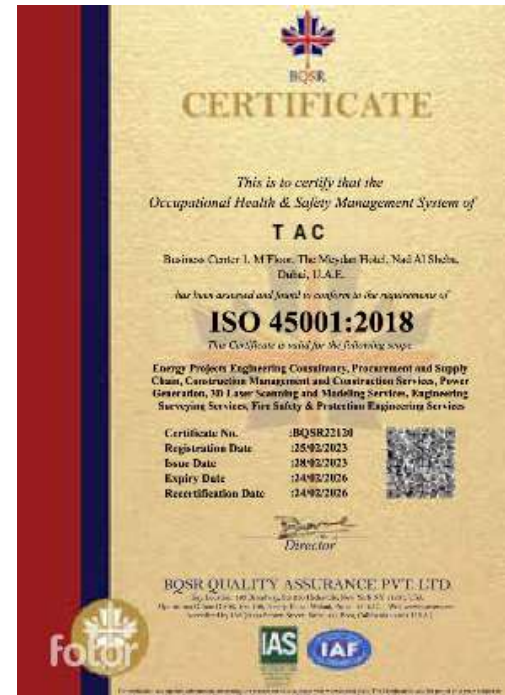 BQSR
CERTIFICATE
This is to certify that the
Occupational Health & Safety Management System of
TAC
Business Center 1, M Floor, The Meydan Hotel, Nad Al Sheba,
Dubai, U.A.E.
has been assessed and found to conform to the requirements of
ISO 45001:2018
This Certificate is valid for the following scope
Energy Projects Engineering Consultancy, Procurement and Supply
Chain, Construction Management and Construction Services, Power
Generation, 3D Laser Scanning and Modeling Services, Engineering
Surveying Services, Fire Safety & Protection Engineering Services
Certificate No. :BQSR22120
Registration Date :25/02/2023
Issue Date :28/02/2023
Expiry Date :24/02/2026
Recertification Date :24/02/2026
Director
BQSR QUALITY ASSURANCE PVT. LTD.
IAS
IAF
fotor